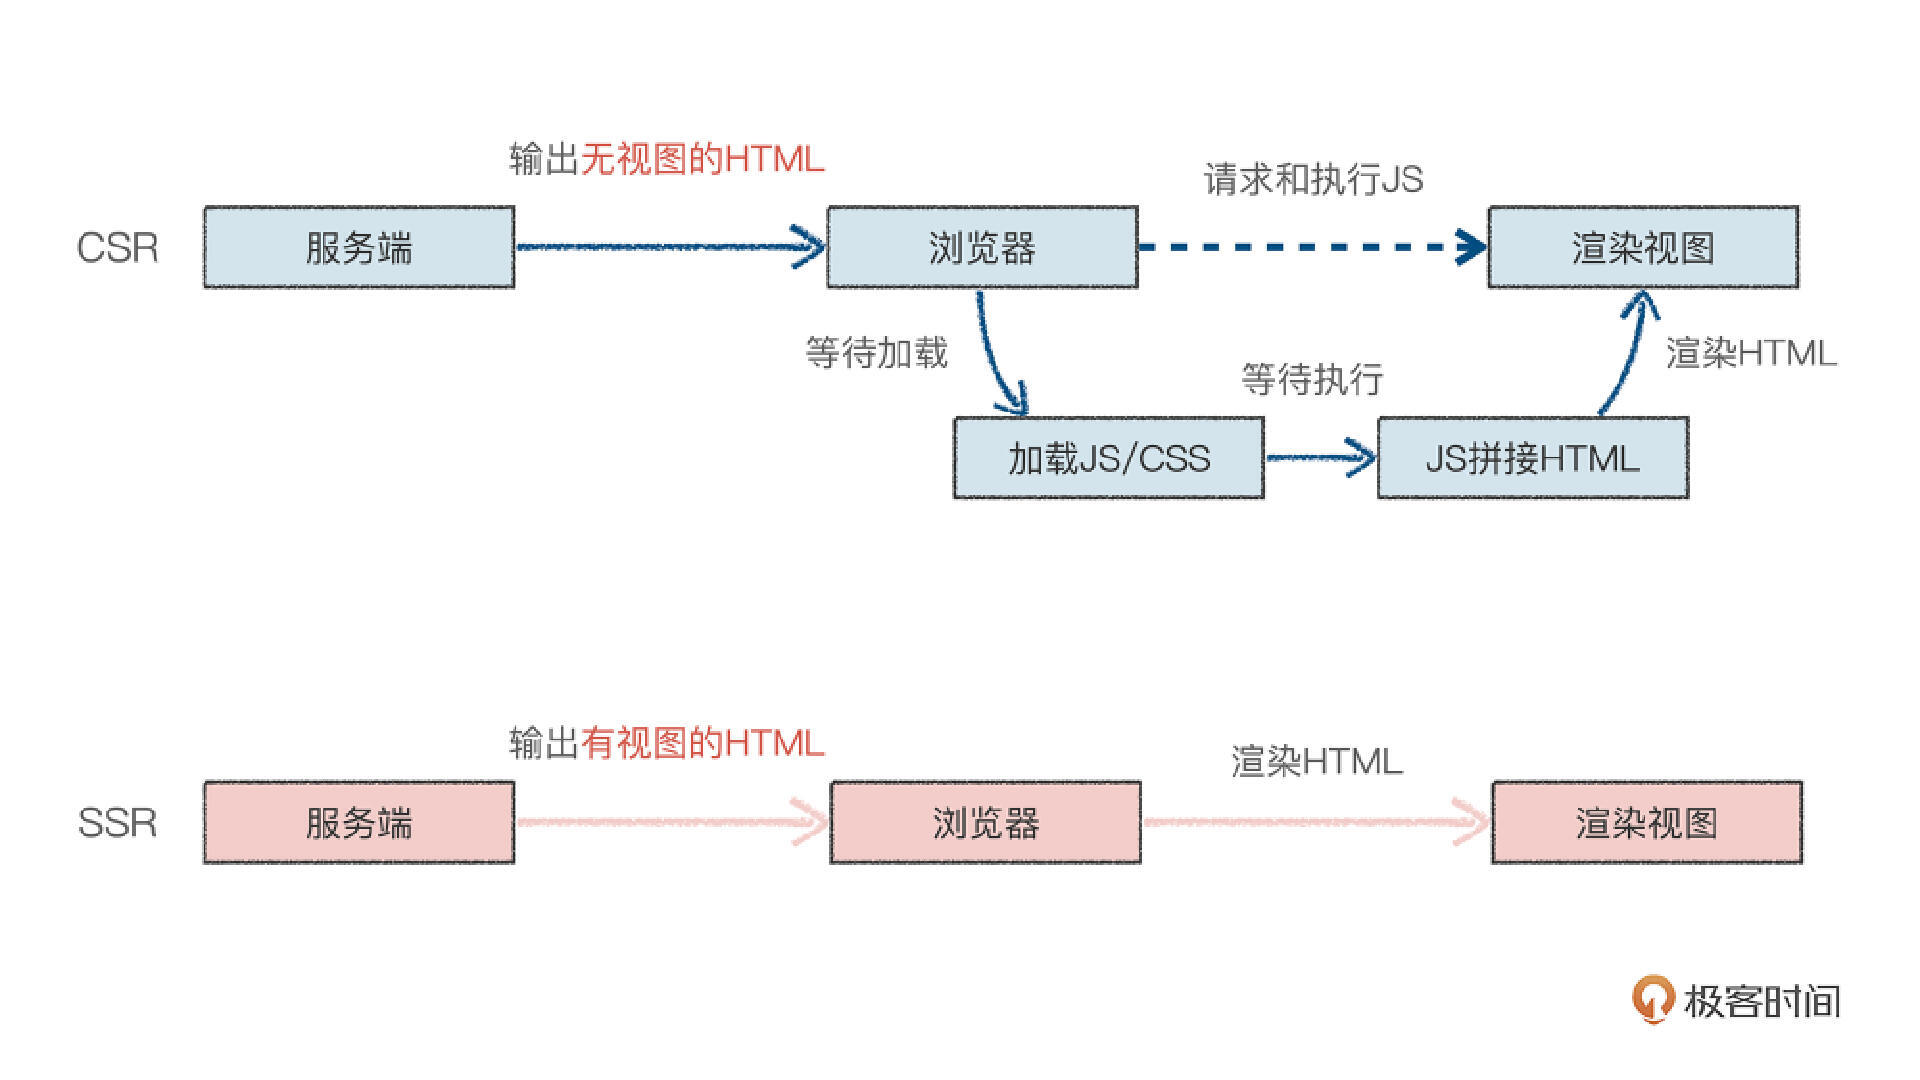 输出无视图的HTML
请求和执行JS
CSR
服务端
浏览器
渲染视图
等待加载
等待执行
渲染HTML
加载JS/CSS
JS拼接HTML
输出有视图的HTML
渲染HTML
SSR
服务端
浏览器
渲染视图
极客时间